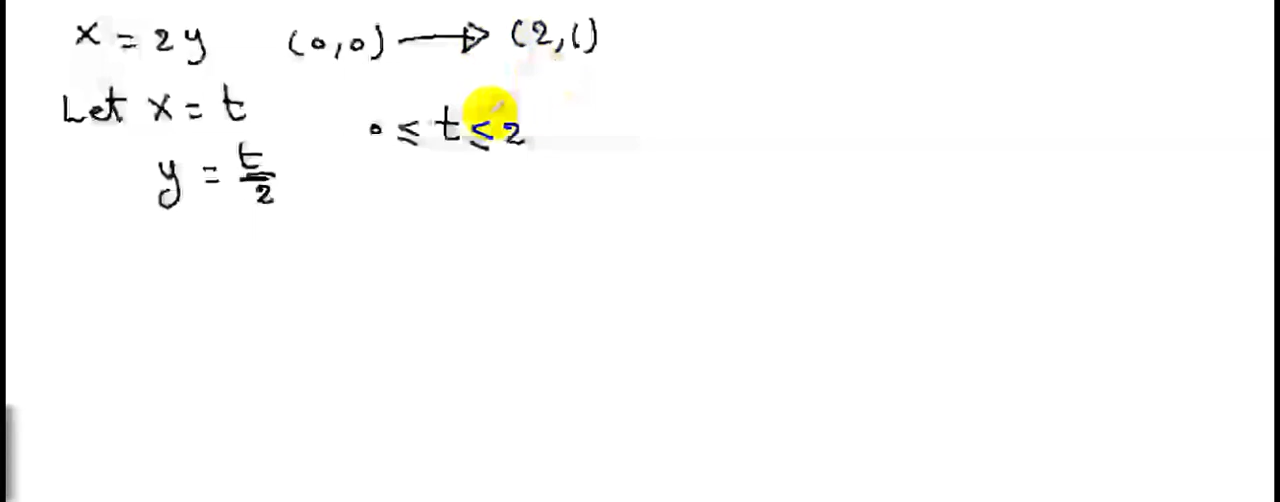 x = 2y (0,0) → (2,1)
Let x = t
0 ≤ t ≤ 2
y = t/2